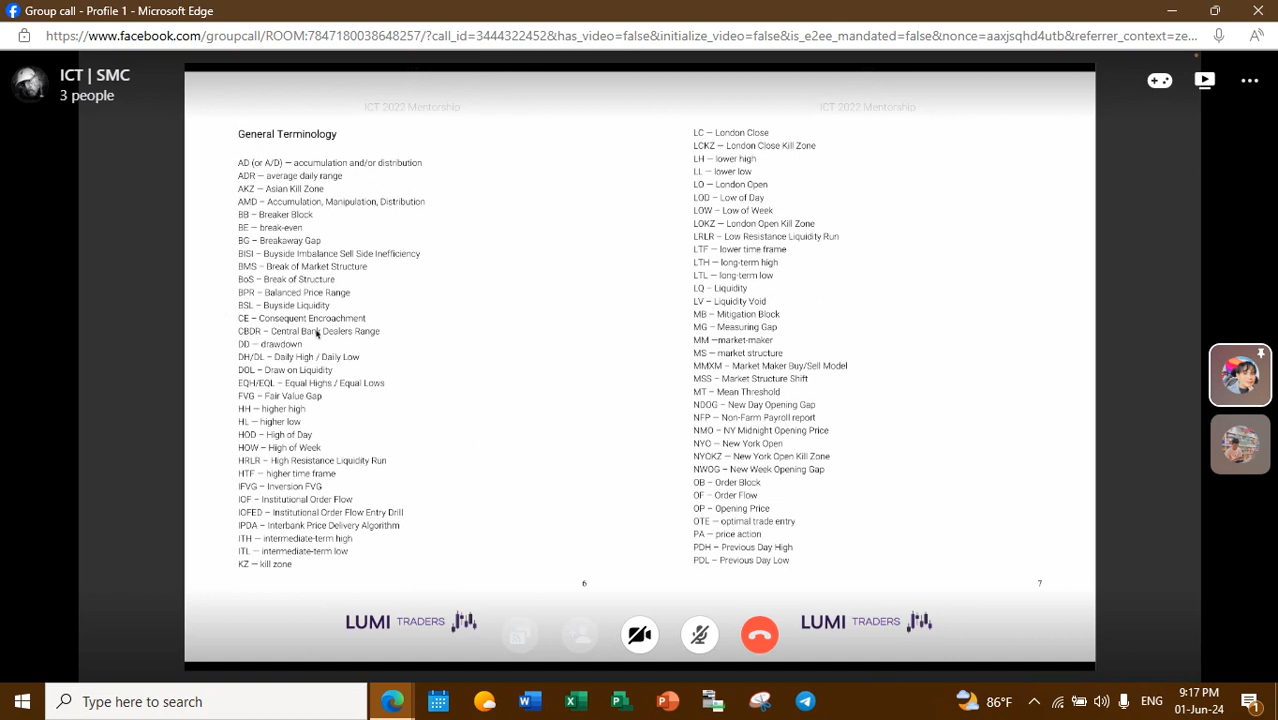 Group call - Profile 1 - Microsoft Edge
https://www.facebook.com/groupcall/ROOM:7847180038648257/?call_id=3444322452&has_video=false&initialize_video=false&is_e2ee_mandated=false&nonce=aaxjsqhd4utb&referrer_context=ze...
ICT | SMC
3 people
ICT 2022 Mentorship
General Terminology
AD (or A/D) — accumulation and/or distribution
ADR — average daily range
AKZ — Asian Kill Zone
AMD – Accumulation, Manipulation, Distribution
BB – Breaker Block
BE — break-even
BG – Breakaway Gap
BISI – Buyside Imbalance Sell Side Inefficiency
BMS – Break of Market Structure
BoS – Break of Structure
BPR – Balanced Price Range
BSL – Buyside Liquidity
CE – Consequent Encroachment
CBDR – Central Bank Dealers Range
DD — drawdown
DH/DL – Daily High / Daily Low
DOL – Draw on Liquidity
EQH/EQL – Equal Highs / Equal Lows
FVG – Fair Value Gap
HH — higher high
HL — higher low
HOD – High of Day
HOW – High of Week
HRLR – High Resistance Liquidity Run
HTF — higher time frame
IFVG – Inversion FVG
IOF – Institutional Order Flow
IOFED – Institutional Order Flow Entry Drill
IPDA – Interbank Price Delivery Algorithm
ITH — intermediate-term high
ITL — intermediate-term low
KZ — kill zone
6
LUMI TRADERS
ICT 2022 Mentorship
LC — London Close
LCKZ — London Close Kill Zone
LH — lower high
LL — lower low
LO — London Open
LOD – Low of Day
LOW – Low of Week
LOKZ – London Open Kill Zone
LRLR – Low Resistance Liquidity Run
LTF — lower time frame
LTH — long-term high
LTL — long-term low
LQ – Liquidity
LV – Liquidity Void
MB – Mitigation Block
MG – Measuring Gap
MM —market-maker
MS — market structure
MMXM – Market Maker Buy/Sell Model
MSS – Market Structure Shift
MT – Mean Threshold
NDOG – New Day Opening Gap
NFP – Non-Farm Payroll report
NMO – NY Midnight Opening Price
NYO – New York Open
NYOKZ – New York Open Kill Zone
NWOG – New Week Opening Gap
OB – Order Block
OF – Order Flow
OP – Opening Price
OTE — optimal trade entry
PA — price action
PDH – Previous Day High
PDL – Previous Day Low
7
LUMI TRADERS
Type here to search
86°F
ENG
9:17 PM
01-Jun-24